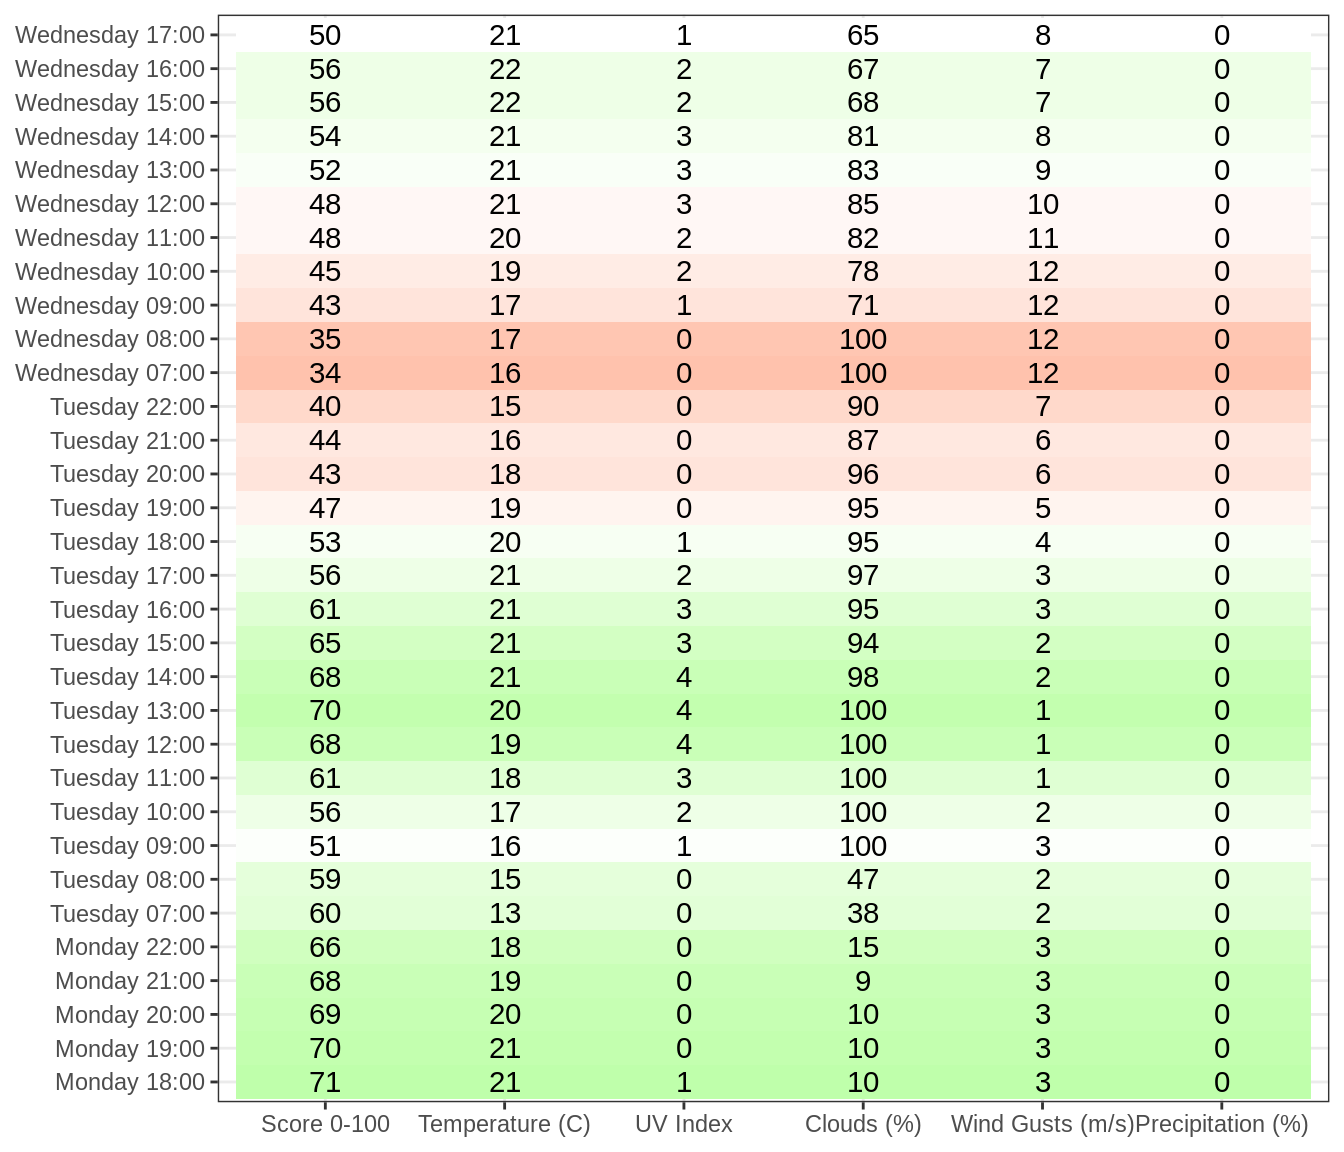 Wednesday 17:00 50 21 1 65 8 0
Wednesday 16:00 56 22 2 67 7 0
Wednesday 15:00 56 22 2 68 7 0
Wednesday 14:00 54 21 3 81 8 0
Wednesday 13:00 52 21 3 83 9 0
Wednesday 12:00 48 21 3 85 10 0
Wednesday 11:00 48 20 2 82 11 0
Wednesday 10:00 45 19 2 78 12 0
Wednesday 09:00 43 17 1 71 12 0
Wednesday 08:00 35 17 0 100 12 0
Wednesday 07:00 34 16 0 100 12 0
Tuesday 22:00 40 15 0 90 7 0
Tuesday 21:00 44 16 0 87 6 0
Tuesday 20:00 43 18 0 96 6 0
Tuesday 19:00 47 19 0 95 5 0
Tuesday 18:00 53 20 1 95 4 0
Tuesday 17:00 56 21 2 97 3 0
Tuesday 16:00 61 21 3 95 3 0
Tuesday 15:00 65 21 3 94 2 0
Tuesday 14:00 68 21 4 98 2 0
Tuesday 13:00 70 20 4 100 1 0
Tuesday 12:00 68 19 4 100 1 0
Tuesday 11:00 61 18 3 100 1 0
Tuesday 10:00 56 17 2 100 2 0
Tuesday 09:00 51 16 1 100 3 0
Tuesday 08:00 59 15 0 47 2 0
Tuesday 07:00 60 13 0 38 2 0
Monday 22:00 66 18 0 15 3 0
Monday 21:00 68 19 0 9 3 0
Monday 20:00 69 20 0 10 3 0
Monday 19:00 70 21 0 10 3 0
Monday 18:00 71 21 1 10 3 0
Score 0-100 Temperature (C) UV Index Clouds (%) Wind Gusts (m/s) Precipitation (%)